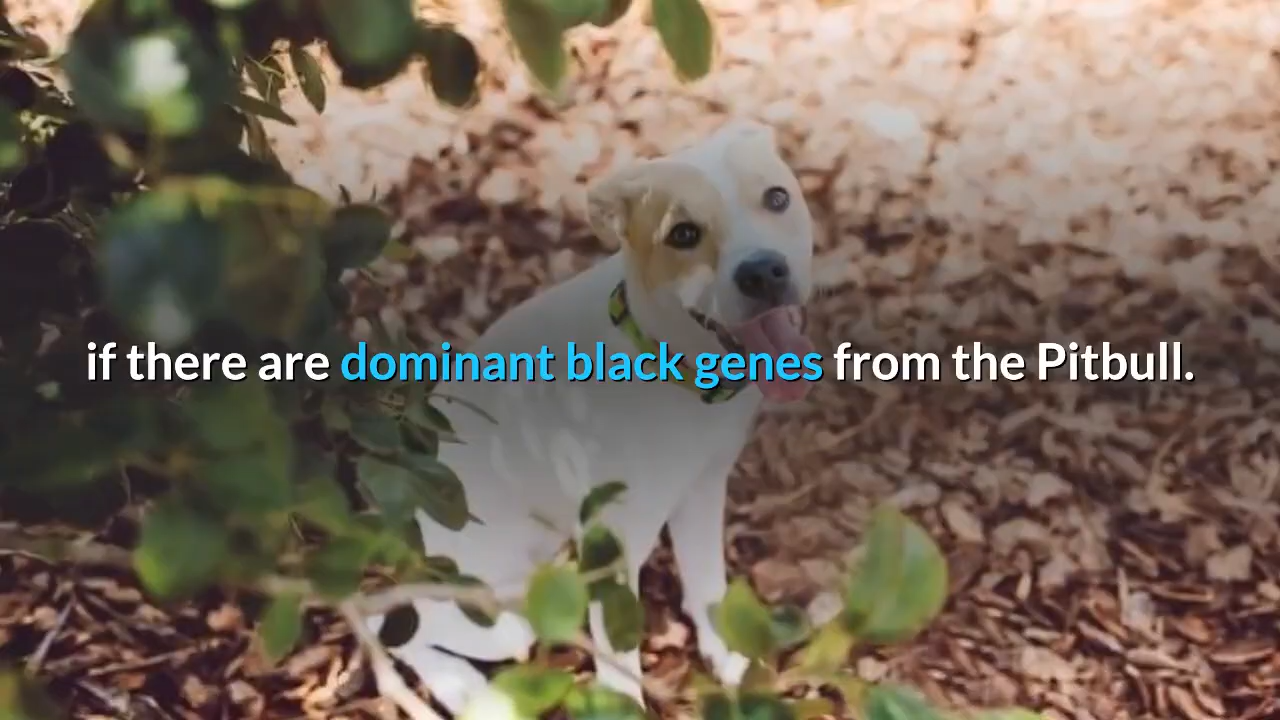 if there are dominant black genes from the Pitbull.